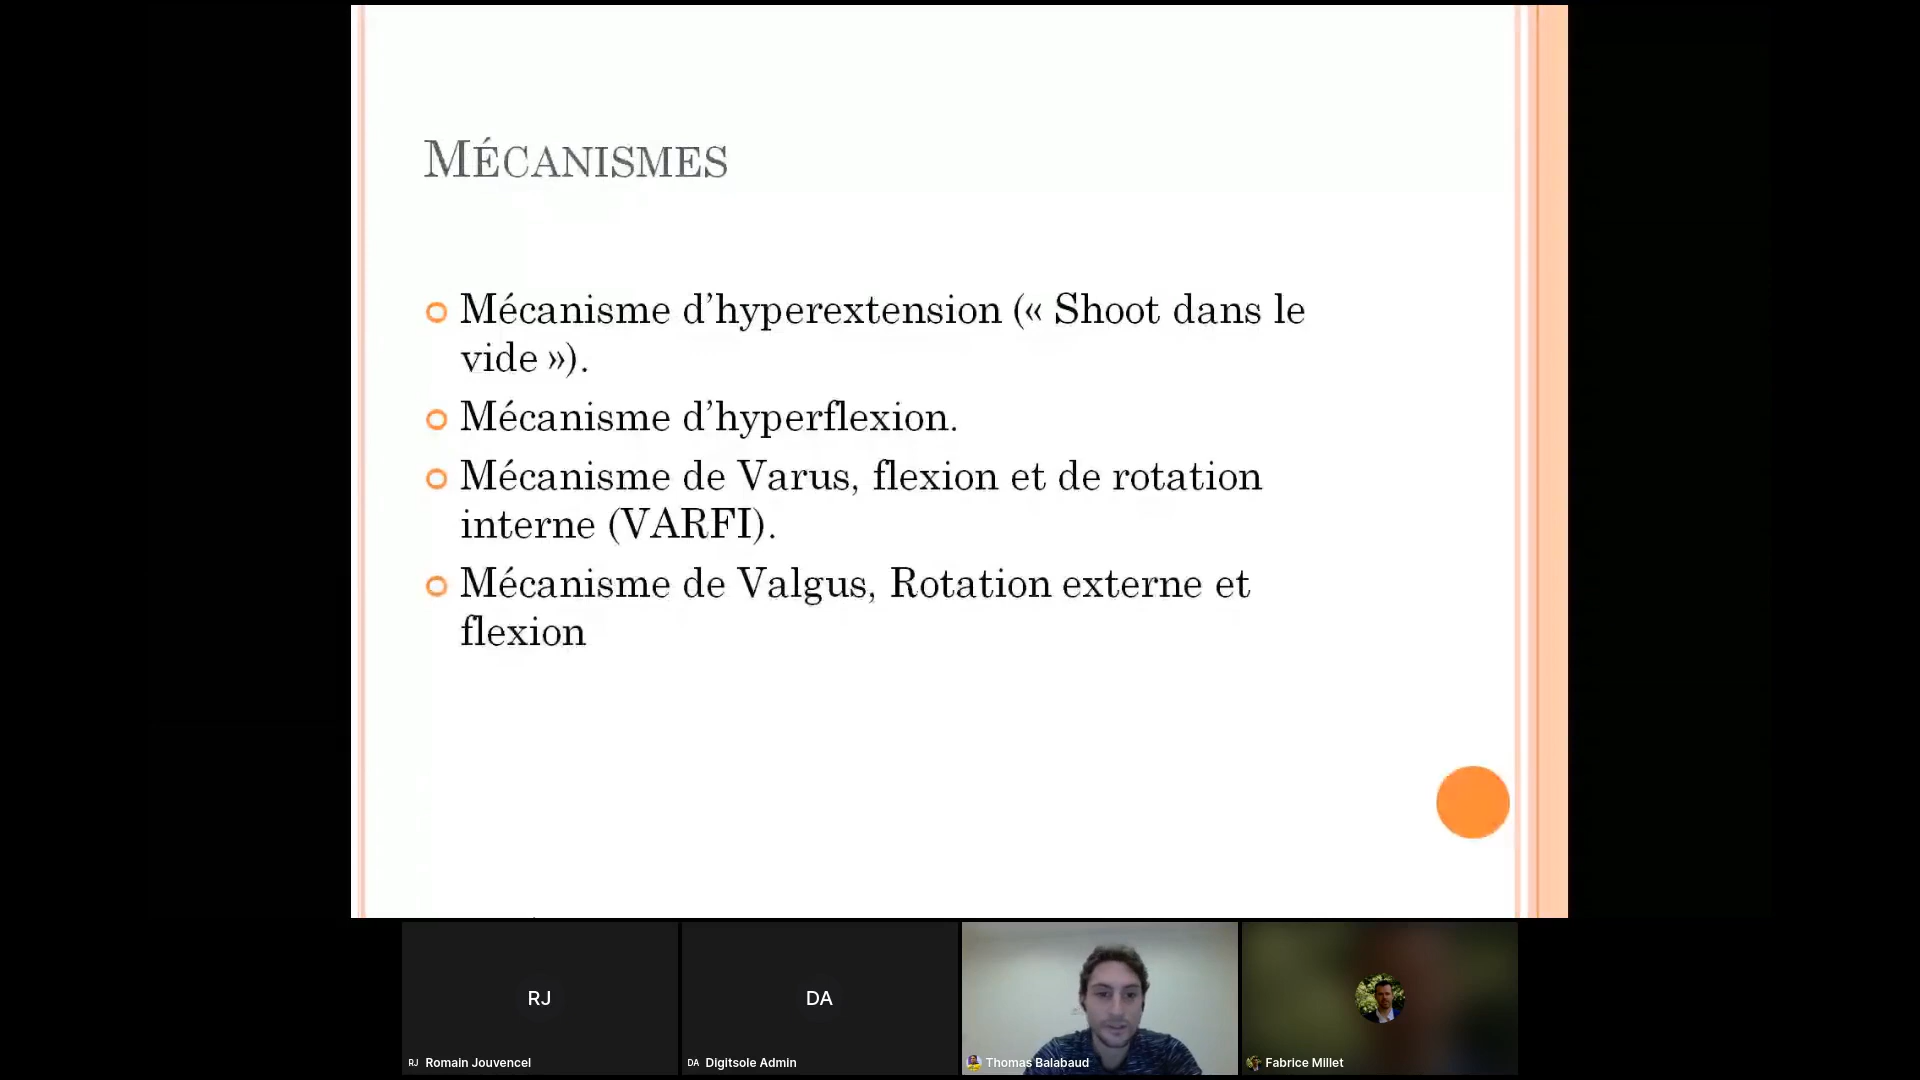 MÉCANISMES
Mécanisme d’hyperextension (« Shoot dans le
vide »).
Mécanisme d’hyperflexion.
Mécanisme de Varus, flexion et de rotation
interne (VARFI).
Mécanisme de Valgus, Rotation externe et
flexion
RJ
DA
RJ Romain Jouvencel
DA Digitsole Admin
Thomas Balabaud
Fabrice Millet